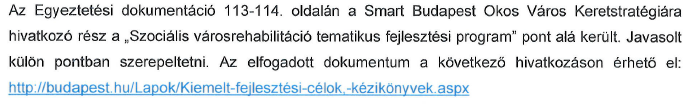 Az Egyeztetési dokumentáció 113-114. oldalán a Smart Budapest Okos Város Keretstratégiára
hivatkozó rész a „Szociális városrehabilitáció tematikus fejlesztési program" pont alá került. Javasolt
külön pontban szerepeltetni. Az elfogadott dokumentum a következő hivatkozáson érhető el:
http://budapest.hu/Lapok/Kiemelt-fejlesztési-célok,-kézikönyvek.aspx